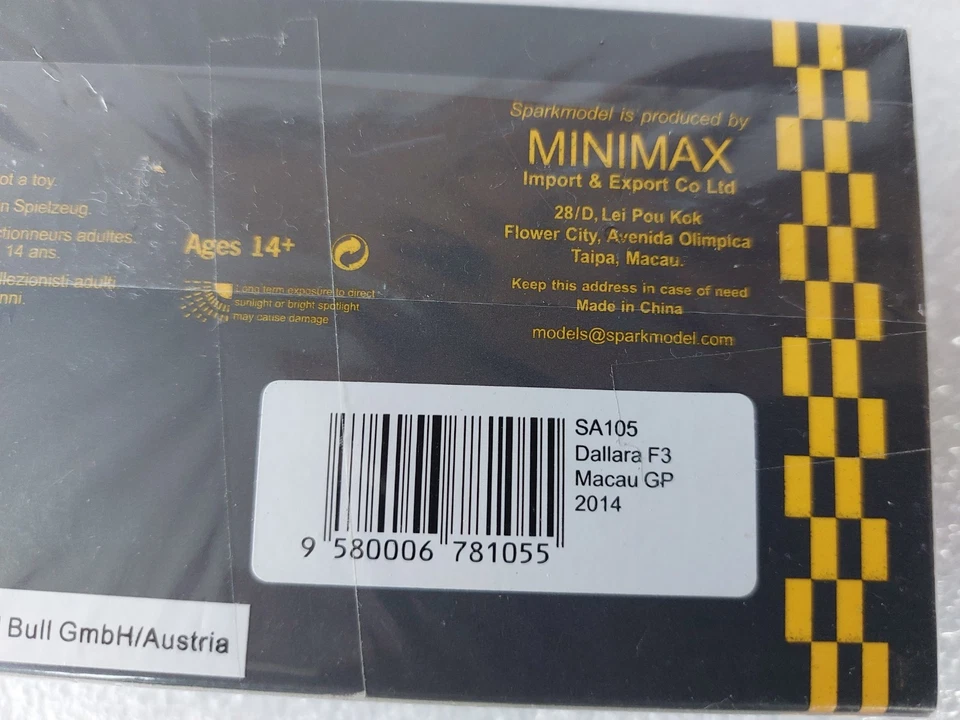 Sparkmodel is produced by
MINIMAX
Import & Export Co Ltd
28/D, Lei Pou Kok
Flower City, Avenida Olimpica
Taipa, Macau.
Keep this address in case of need
Made in China
models@sparkmodel.com
ot a toy.
n Spielzeug.
ctionneurs adultes.
14 ans.
llezionisti adulti
nni.
Ages 14+
Long term exposure to direct
sunlight or bright spotlight
may cause damage
SA105
Dallara F3
Macau GP
2014
9 580006 781055
Bull GmbH/Austria